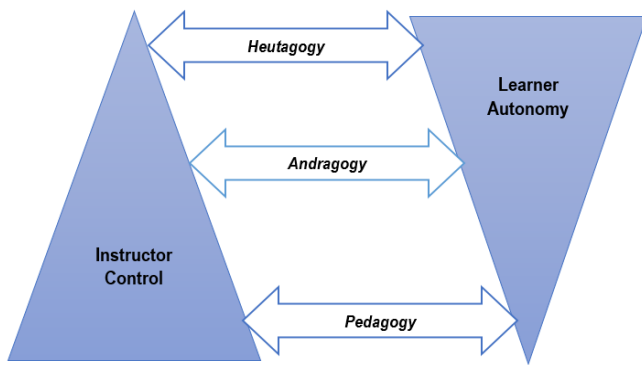 Heutagogy
Learner
Autonomy
Andragogy
Instructor
Control
Pedagogy